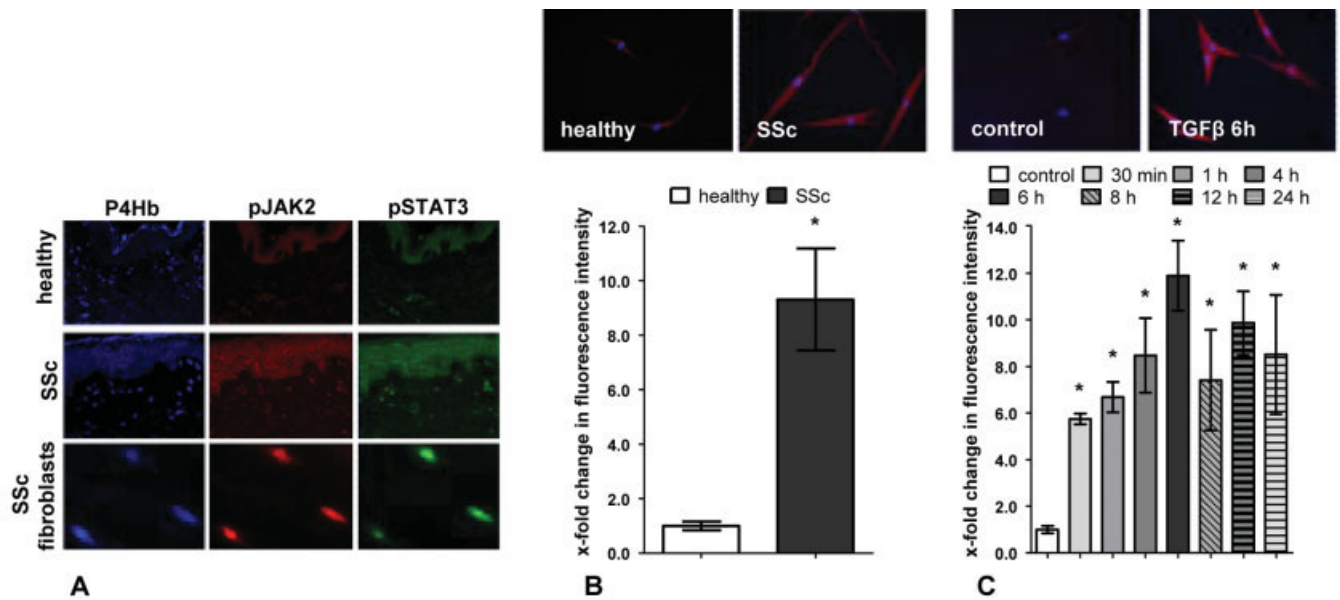 P4Hb pJAK2 pSTAT3
healthy
SSc
SSc
fibroblasts
A
healthy
SSc
healthy SSc
x-fold change in fluorescence intensity
12.0
10.0
8.0
6.0
4.0
2.0
0.0
*
B
control
TGFβ 6h
control 30 min 1 h 4 h
6 h 8 h 12 h 24 h
x-fold change in fluorescence intensity
14.0
12.0
10.0
8.0
6.0
4.0
2.0
0.0
* * * * * * *
C